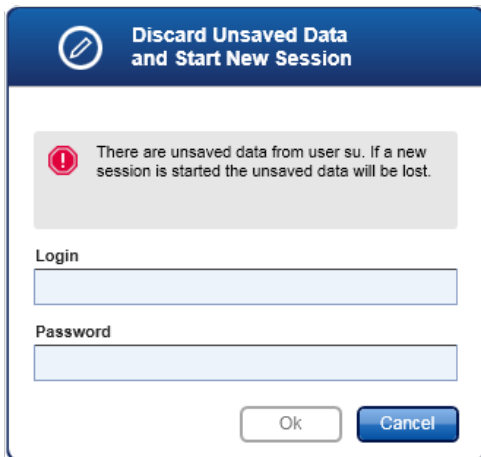 Discard Unsaved Data
and Start New Session
There are unsaved data from user su. If a new
session is started the unsaved data will be lost.
Login
Password
Ok
Cancel